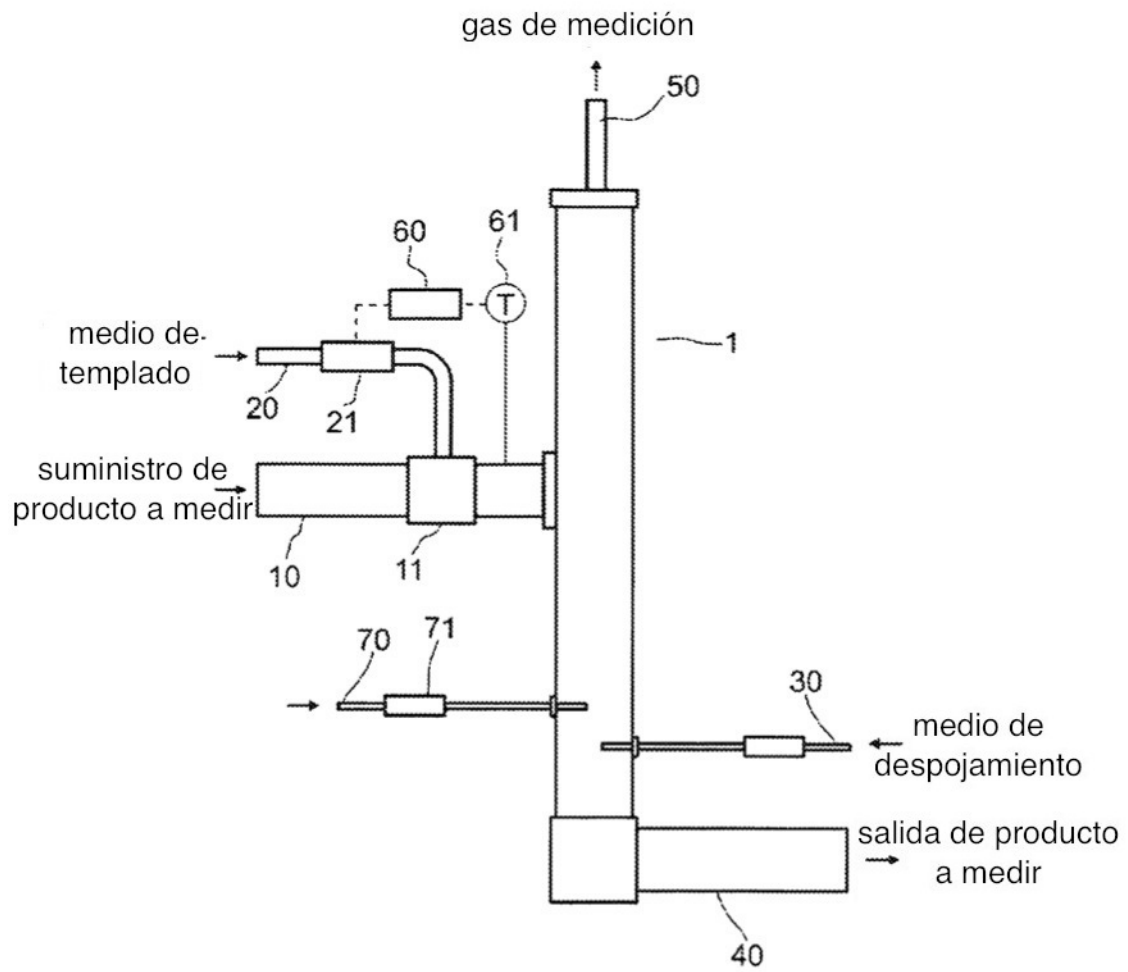 gas de medición
50
60
61
medio de
templado
1
20
21
suministro de
producto a medir
10
11
T
70
71
30
medio de
despojamiento
salida de producto
a medir
40